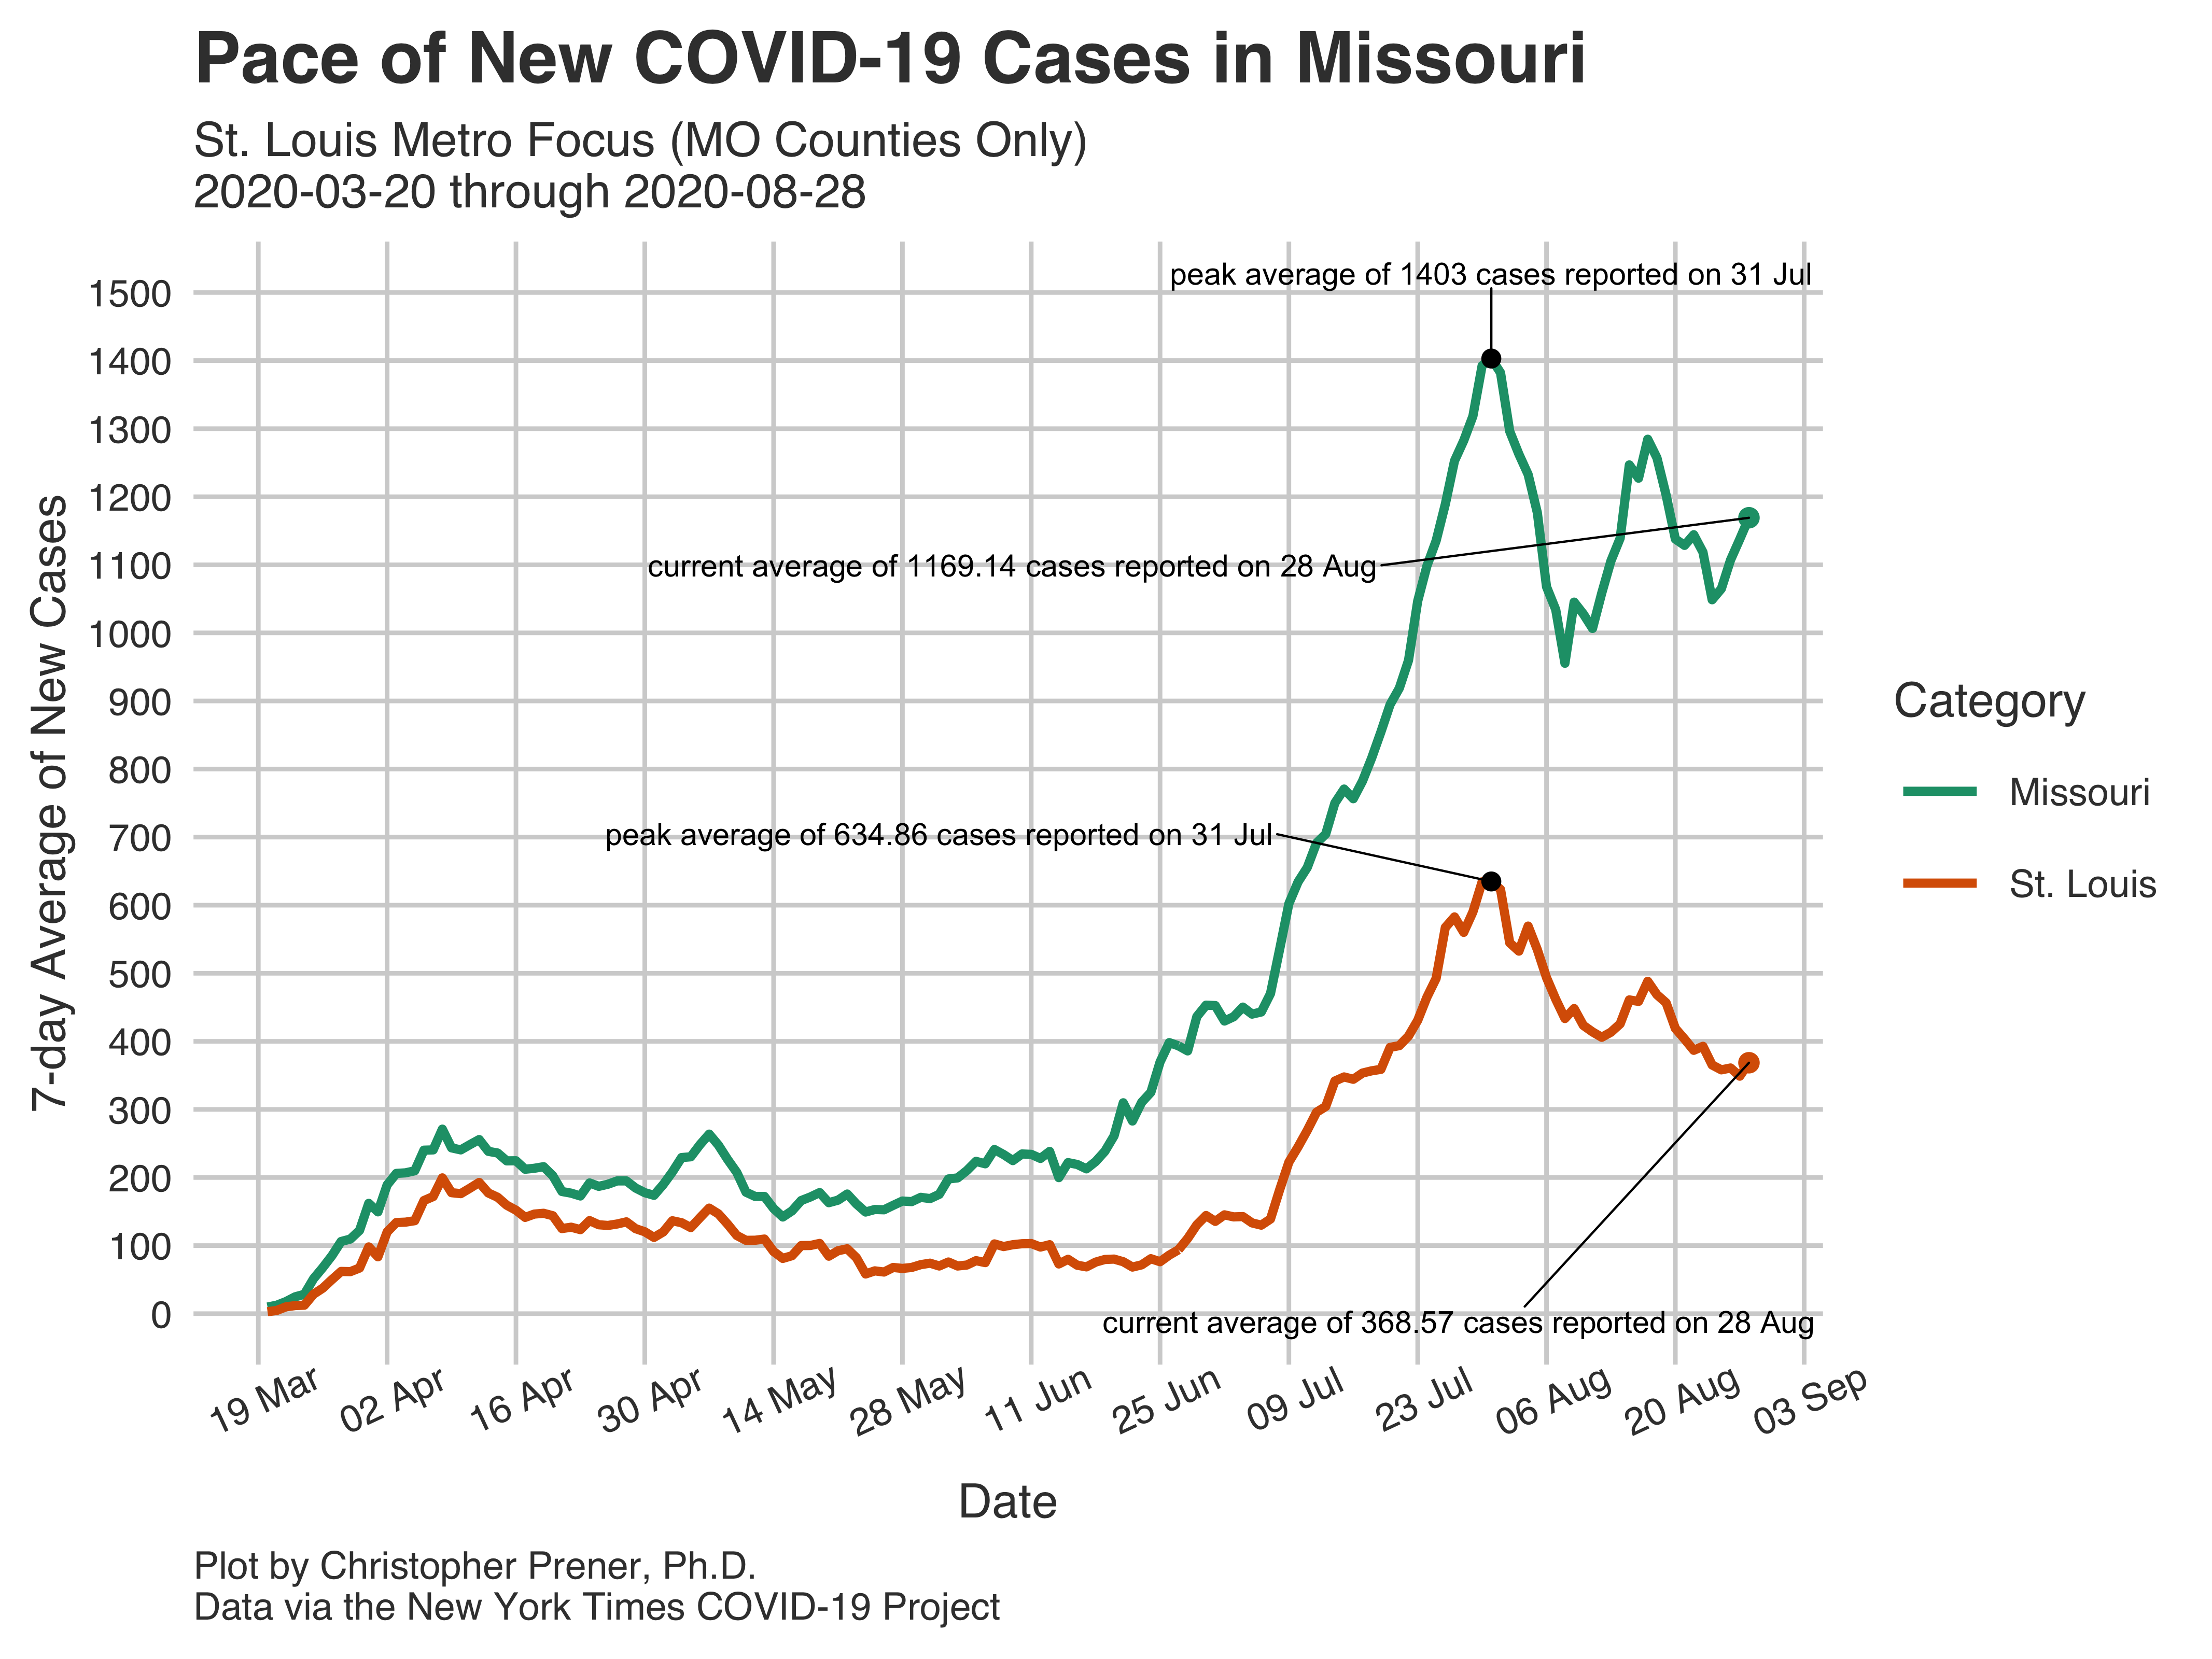 Pace of New COVID-19 Cases in Missouri
St. Louis Metro Focus (MO Counties Only)
2020-03-20 through 2020-08-28
7-day Average of New Cases
1500
1400
1300
1200
1100
1000
900
800
700
600
500
400
300
200
100
0
peak average of 1403 cases reported on 31 Jul
current average of 1169.14 cases reported on 28 Aug
peak average of 634.86 cases reported on 31 Jul
current average of 368.57 cases reported on 28 Aug
Category
Missouri
St. Louis
19 Mar
02 Apr
16 Apr
30 Apr
14 May
28 May
11 Jun
25 Jun
09 Jul
23 Jul
06 Aug
20 Aug
03 Sep
Date
Plot by Christopher Prener, Ph.D.
Data via the New York Times COVID-19 Project